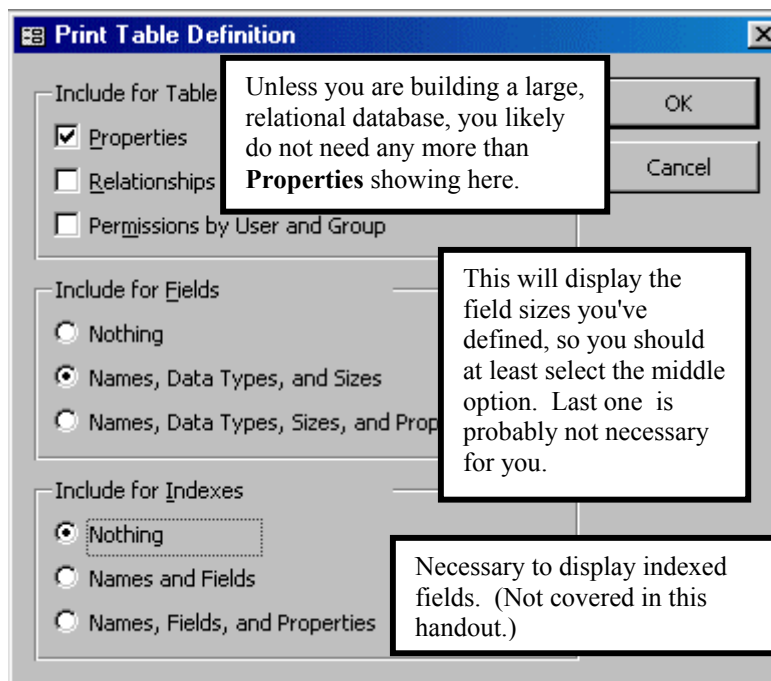 Print Table Definition
Include for Table
Properties
Relationships
Permissions by User and Group
Unless you are building a large,
relational database, you likely
do not need any more than
Properties showing here.
OK
Cancel
Include for Fields
Nothing
Names, Data Types, and Sizes
Names, Data Types, Sizes, and Prop
This will display the
field sizes you've
defined, so you should
at least select the middle
option. Last one is
probably not necessary
for you.
Include for Indexes
Nothing
Names and Fields
Names, Fields, and Properties
Necessary to display indexed
fields. (Not covered in this
handout.)